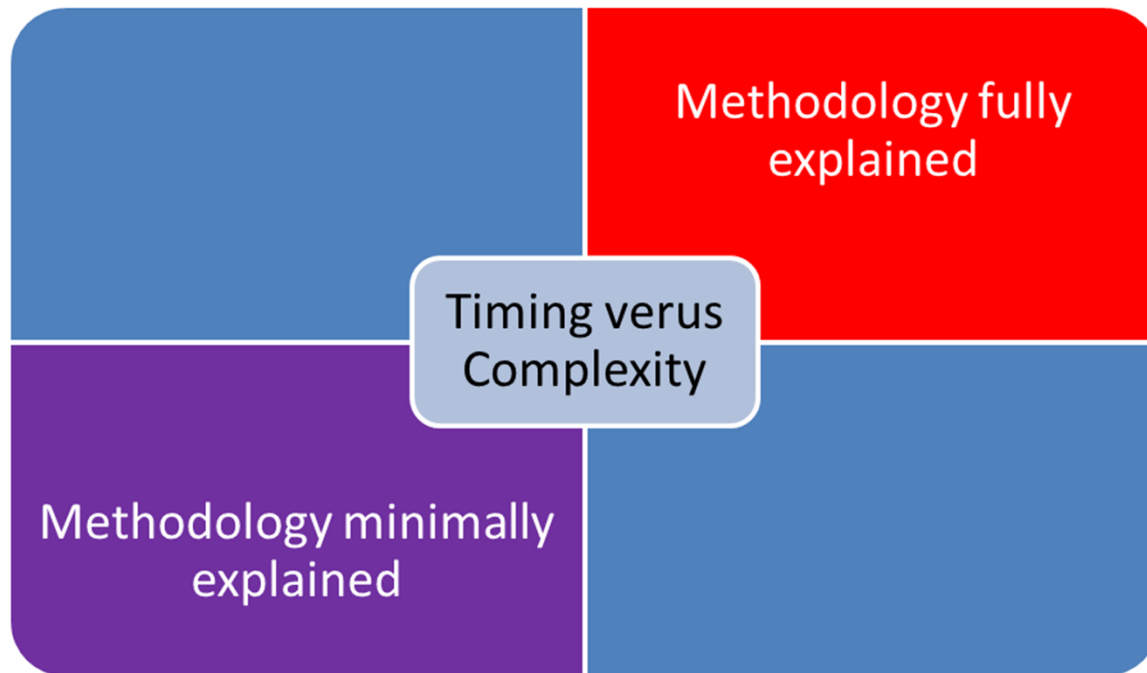 Methodology fully
explained
Timing verus
Complexity
Methodology minimally
explained